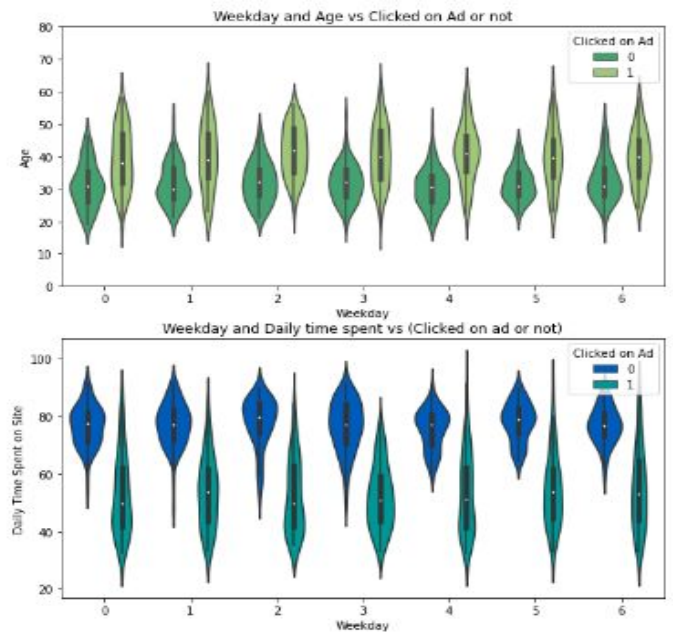 Weekday and Age vs Clicked on Ad or not
80
70
60
50
40
30
20
10
0
Age
Clicked on Ad
0
1
0 1 2 3 4 5 6
Weekday
Weekday and Daily time spent vs (Clicked on ad or not)
100
80
60
40
20
Daily Time Spent on Site
Clicked on Ad
0
1
0 1 2 3 4 5 6
Weekday